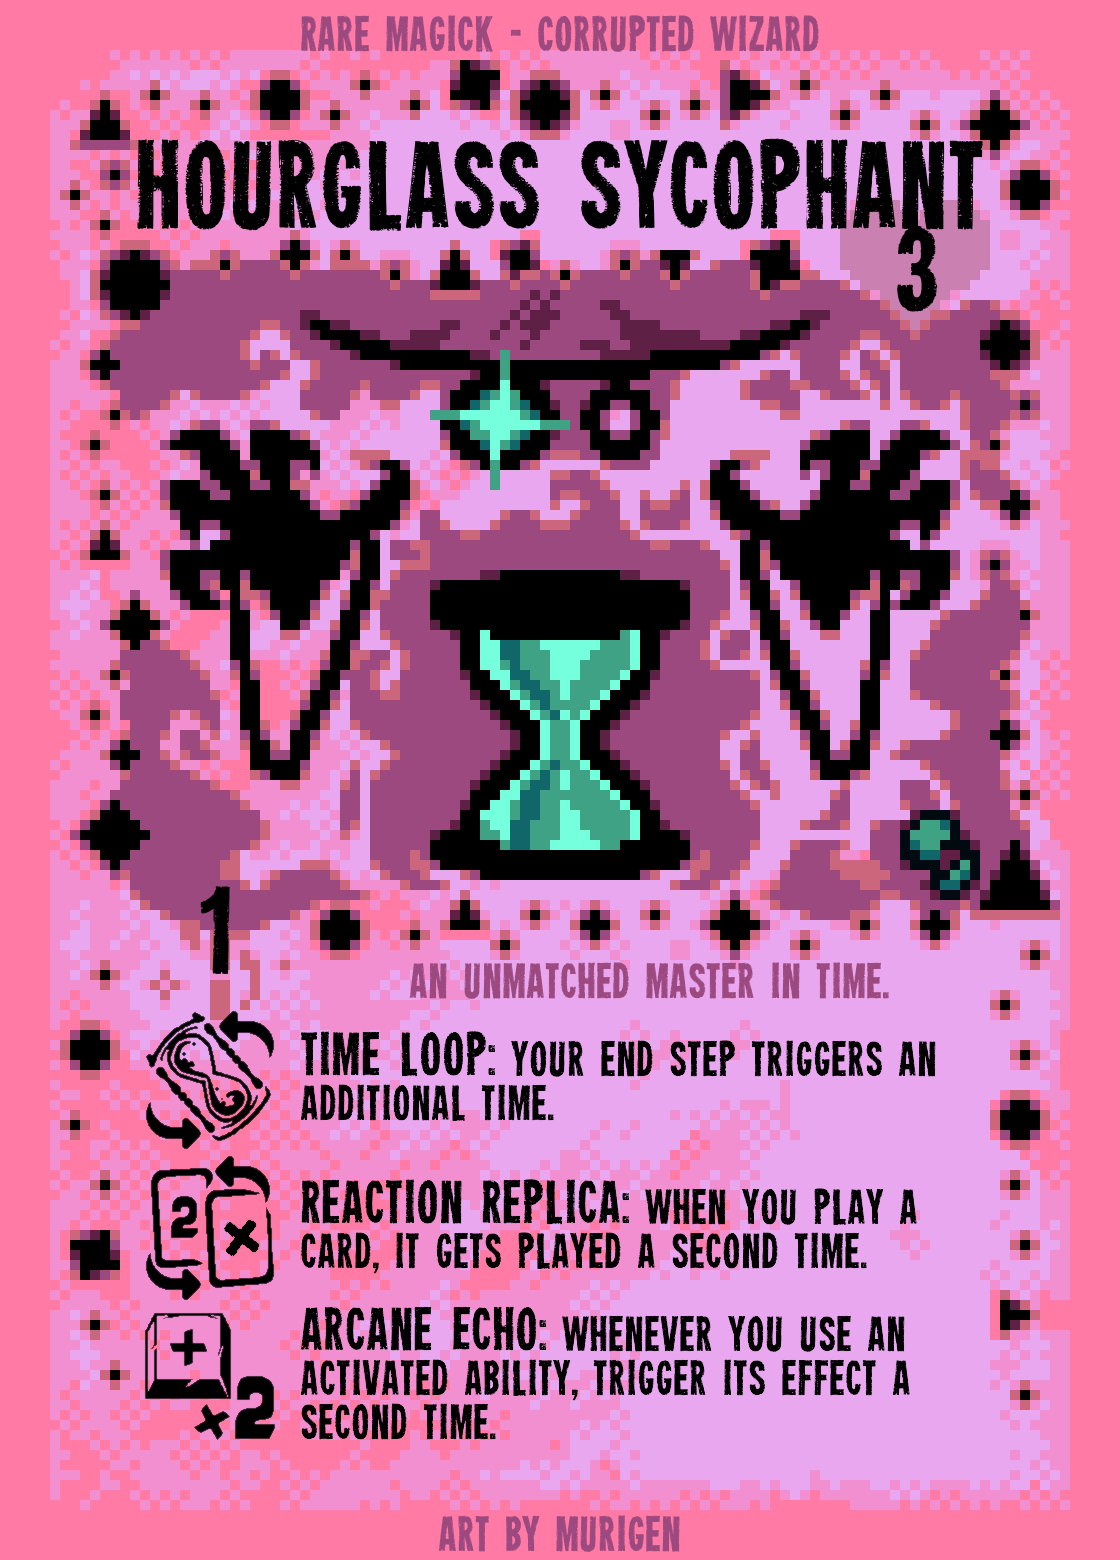 RARE MAGICK - CORRUPTED WIZARD
HOURGLASS SYCOPHANT
3
1
AN UNMATCHED MASTER IN TIME.
TIME LOOP: YOUR END STEP TRIGGERS AN
ADDITIONAL TIME.
2 ×
REACTION REPLICA: WHEN YOU PLAY A
CARD, IT GETS PLAYED A SECOND TIME.
+
×2
ARCANE ECHO: WHENEVER YOU USE AN
ACTIVATED ABILITY, TRIGGER ITS EFFECT A
SECOND TIME.
ART BY MURIGEN